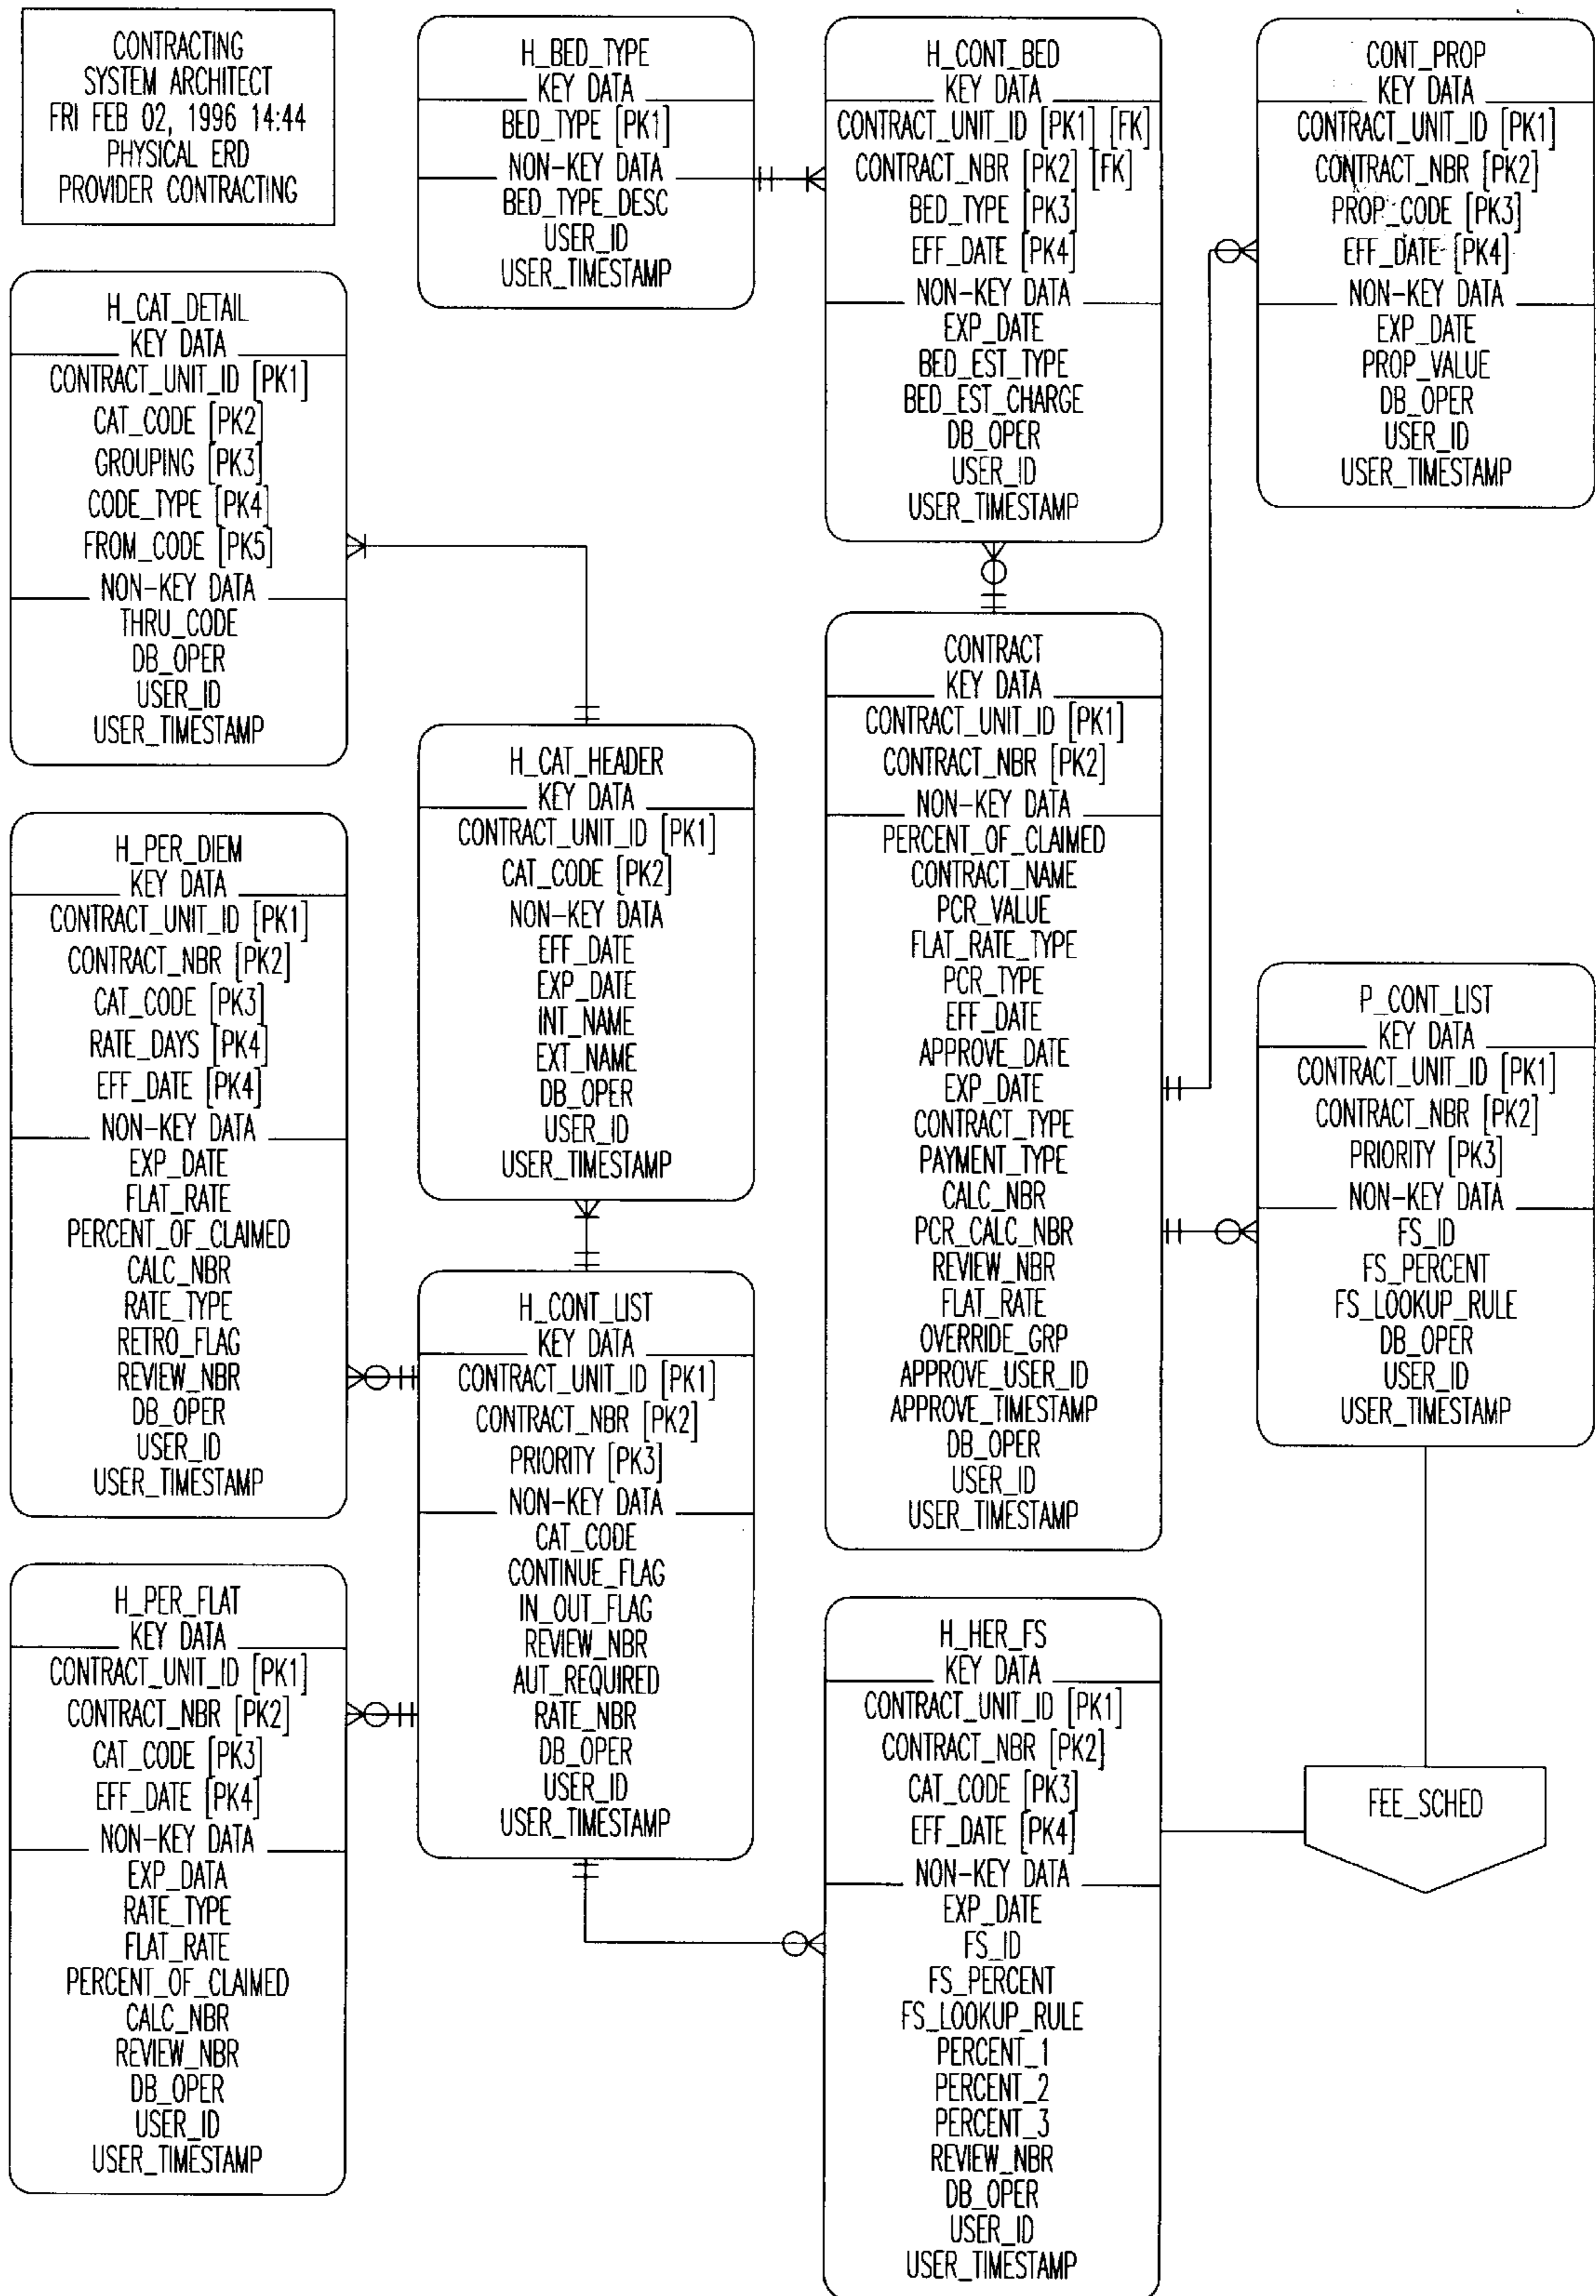 CONTRACTING
SYSTEM ARCHITECT
FRI FEB 02, 1996 14:44
PHYSICAL ERD
PROVIDER CONTRACTING
H_BED_TYPE
KEY DATA
BED_TYPE [PK1]
NON-KEY DATA
BED_TYPE_DESC
USER_ID
USER_TIMESTAMP
H_CONT_BED
KEY DATA
CONTRACT_UNIT_ID [PK1] [FK]
CONTRACT_NBR [PK2] [FK]
BED_TYPE [PK3]
EFF_DATE [PK4]
NON-KEY DATA
EXP_DATE
BED_EST_TYPE
BED_EST_CHARGE
DB_OPER
USER_ID
USER_TIMESTAMP
CONT_PROP
KEY DATA
CONTRACT_UNIT_ID [PK1]
CONTRACT_NBR [PK2]
PROP_CODE [PK3]
EFF_DATE [PK4]
NON-KEY DATA
EXP_DATE
PROP_VALUE
DB_OPER
USER_ID
USER_TIMESTAMP
H_CAT_DETAIL
KEY DATA
CONTRACT_UNIT_ID [PK1]
CAT_CODE [PK2]
GROUPING [PK3]
CODE_TYPE [PK4]
FROM_CODE [PK5]
NON-KEY DATA
THRU_CODE
DB_OPER
USER_ID
USER_TIMESTAMP
H_CAT_HEADER
KEY DATA
CONTRACT_UNIT_ID [PK1]
CAT_CODE [PK2]
NON-KEY DATA
EFF_DATE
EXP_DATE
INT_NAME
EXT_NAME
DB_OPER
USER_ID
USER_TIMESTAMP
CONTRACT
KEY DATA
CONTRACT_UNIT_ID [PK1]
CONTRACT_NBR [PK2]
NON-KEY DATA
PERCENT_OF_CLAIMED
CONTRACT_NAME
PCR_VALUE
FLAT_RATE_TYPE
PCR_TYPE
EFF_DATE
APPROVE_DATE
EXP_DATE
CONTRACT_TYPE
PAYMENT_TYPE
CALC_NBR
PCR_CALC_NBR
REVIEW_NBR
FLAT_RATE
OVERRIDE_GRP
APPROVE_USER_ID
APPROVE_TIMESTAMP
DB_OPER
USER_ID
USER_TIMESTAMP
H_PER_DIEM
KEY DATA
CONTRACT_UNIT_ID [PK1]
CONTRACT_NBR [PK2]
CAT_CODE [PK3]
RATE_DAYS [PK4]
EFF_DATE [PK4]
NON-KEY DATA
EXP_DATE
FLAT_RATE
PERCENT_OF_CLAIMED
CALC_NBR
RATE_TYPE
RETRO_FLAG
REVIEW_NBR
DB_OPER
USER_ID
USER_TIMESTAMP
P_CONT_LIST
KEY DATA
CONTRACT_UNIT_ID [PK1]
CONTRACT_NBR [PK2]
PRIORITY [PK3]
NON-KEY DATA
FS_ID
FS_PERCENT
FS_LOOKUP_RULE
DB_OPER
USER_ID
USER_TIMESTAMP
H_CONT_LIST
KEY DATA
CONTRACT_UNIT_ID [PK1]
CONTRACT_NBR [PK2]
PRIORITY [PK3]
NON-KEY DATA
CAT_CODE
CONTINUE_FLAG
IN_OUT_FLAG
REVIEW_NBR
AUT_REQUIRED
RATE_NBR
DB_OPER
USER_ID
USER_TIMESTAMP
H_PER_FLAT
KEY DATA
CONTRACT_UNIT_ID [PK1]
CONTRACT_NBR [PK2]
CAT_CODE [PK3]
EFF_DATE [PK4]
NON-KEY DATA
EXP_DATA
RATE_TYPE
FLAT_RATE
PERCENT_OF_CLAIMED
CALC_NBR
REVIEW_NBR
DB_OPER
USER_ID
USER_TIMESTAMP
H_HER_FS
KEY DATA
CONTRACT_UNIT_ID [PK1]
CONTRACT_NBR [PK2]
CAT_CODE [PK3]
EFF_DATE [PK4]
NON-KEY DATA
EXP_DATE
FS_ID
FS_PERCENT
FS_LOOKUP_RULE
PERCENT_1
PERCENT_2
PERCENT_3
REVIEW_NBR
DB_OPER
USER_ID
USER_TIMESTAMP
FEE_SCHED